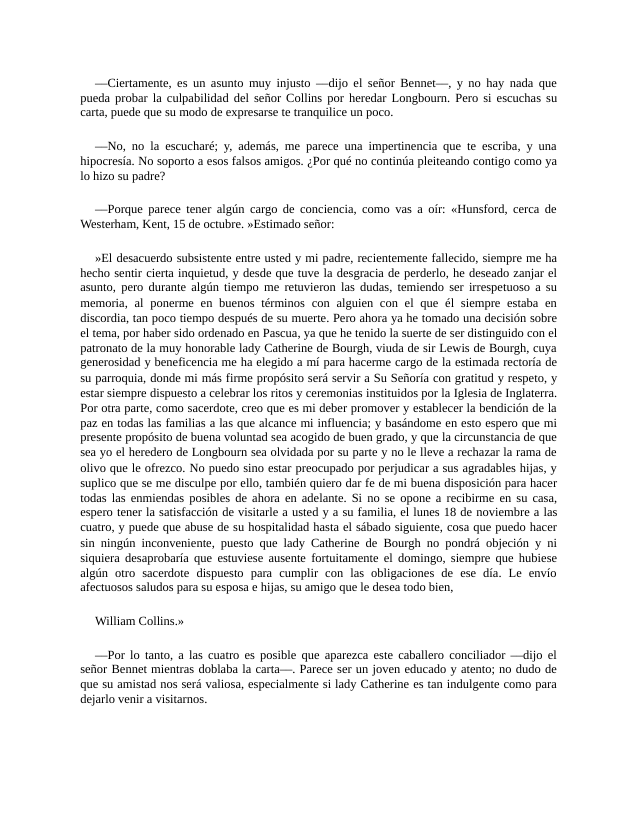 —Ciertamente, es un asunto muy injusto —dijo el señor Bennet—, y no hay nada que
pueda probar la culpabilidad del señor Collins por heredar Longbourn. Pero si escuchas su
carta, puede que su modo de expresarse te tranquilice un poco.
—No, no la escucharé; y, además, me parece una impertinencia que te escriba, y una
hipocresía. No soporto a esos falsos amigos. ¿Por qué no continúa pleiteando contigo como ya
lo hizo su padre?
—Porque parece tener algún cargo de conciencia, como vas a oír: «Hunsford, cerca de
Westerham, Kent, 15 de octubre. »Estimado señor:
»El desacuerdo subsistente entre usted y mi padre, recientemente fallecido, siempre me ha
hecho sentir cierta inquietud, y desde que tuve la desgracia de perderlo, he deseado zanjar el
asunto, pero durante algún tiempo me retuvieron las dudas, temiendo ser irrespetuoso a su
memoria, al ponerme en buenos términos con alguien con el que él siempre estaba en
discordia, tan poco tiempo después de su muerte. Pero ahora ya he tomado una decisión sobre
el tema, por haber sido ordenado en Pascua, ya que he tenido la suerte de ser distinguido con el
patronato de la muy honorable lady Catherine de Bourgh, viuda de sir Lewis de Bourgh, cuya
generosidad y beneficencia me ha elegido a mí para hacerme cargo de la estimada rectoría de
su parroquia, donde mi más firme propósito será servir a Su Señoría con gratitud y respeto, y
estar siempre dispuesto a celebrar los ritos y ceremonias instituidos por la Iglesia de Inglaterra.
Por otra parte, como sacerdote, creo que es mi deber promover y establecer la bendición de la
paz en todas las familias a las que alcance mi influencia; y basándome en esto espero que mi
presente propósito de buena voluntad sea acogido de buen grado, y que la circunstancia de que
sea yo el heredero de Longbourn sea olvidada por su parte y no le lleve a rechazar la rama de
olivo que le ofrezco. No puedo sino estar preocupado por perjudicar a sus agradables hijas, y
suplico que se me disculpe por ello, también quiero dar fe de mi buena disposición para hacer
todas las enmiendas posibles de ahora en adelante. Si no se opone a recibirme en su casa,
espero tener la satisfacción de visitarle a usted y a su familia, el lunes 18 de noviembre a las
cuatro, y puede que abuse de su hospitalidad hasta el sábado siguiente, cosa que puedo hacer
sin ningún inconveniente, puesto que lady Catherine de Bourgh no pondrá objeción y ni
siquiera desaprobaría que estuviese ausente fortuitamente el domingo, siempre que hubiese
algún otro sacerdote dispuesto para cumplir con las obligaciones de ese día. Le envío
afectuosos saludos para su esposa e hijas, su amigo que le desea todo bien,
William Collins.»
—Por lo tanto, a las cuatro es posible que aparezca este caballero conciliador —dijo el
señor Bennet mientras doblaba la carta—. Parece ser un joven educado y atento; no dudo de
que su amistad nos será valiosa, especialmente si lady Catherine es tan indulgente como para
dejarlo venir a visitarnos.